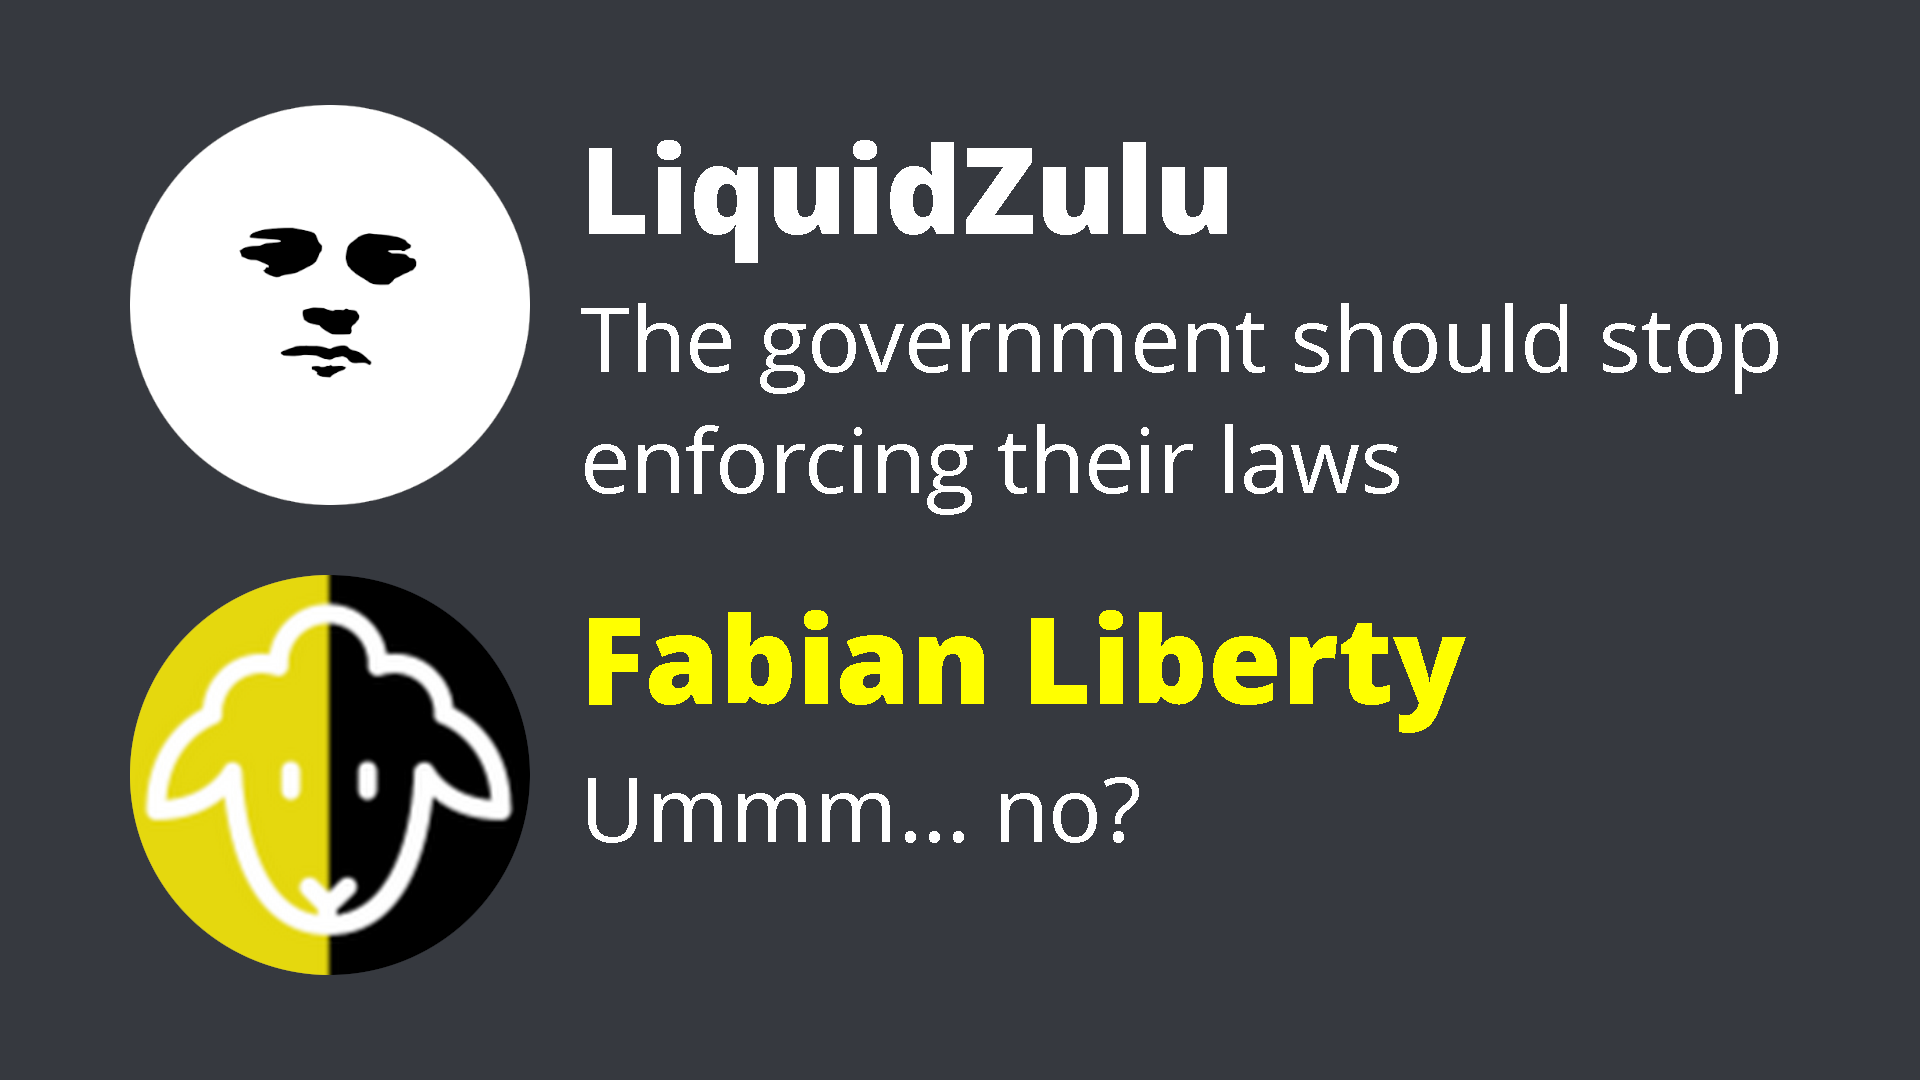 LiquidZulu
The government should stop
enforcing their laws
Fabian Liberty
Ummm... no?